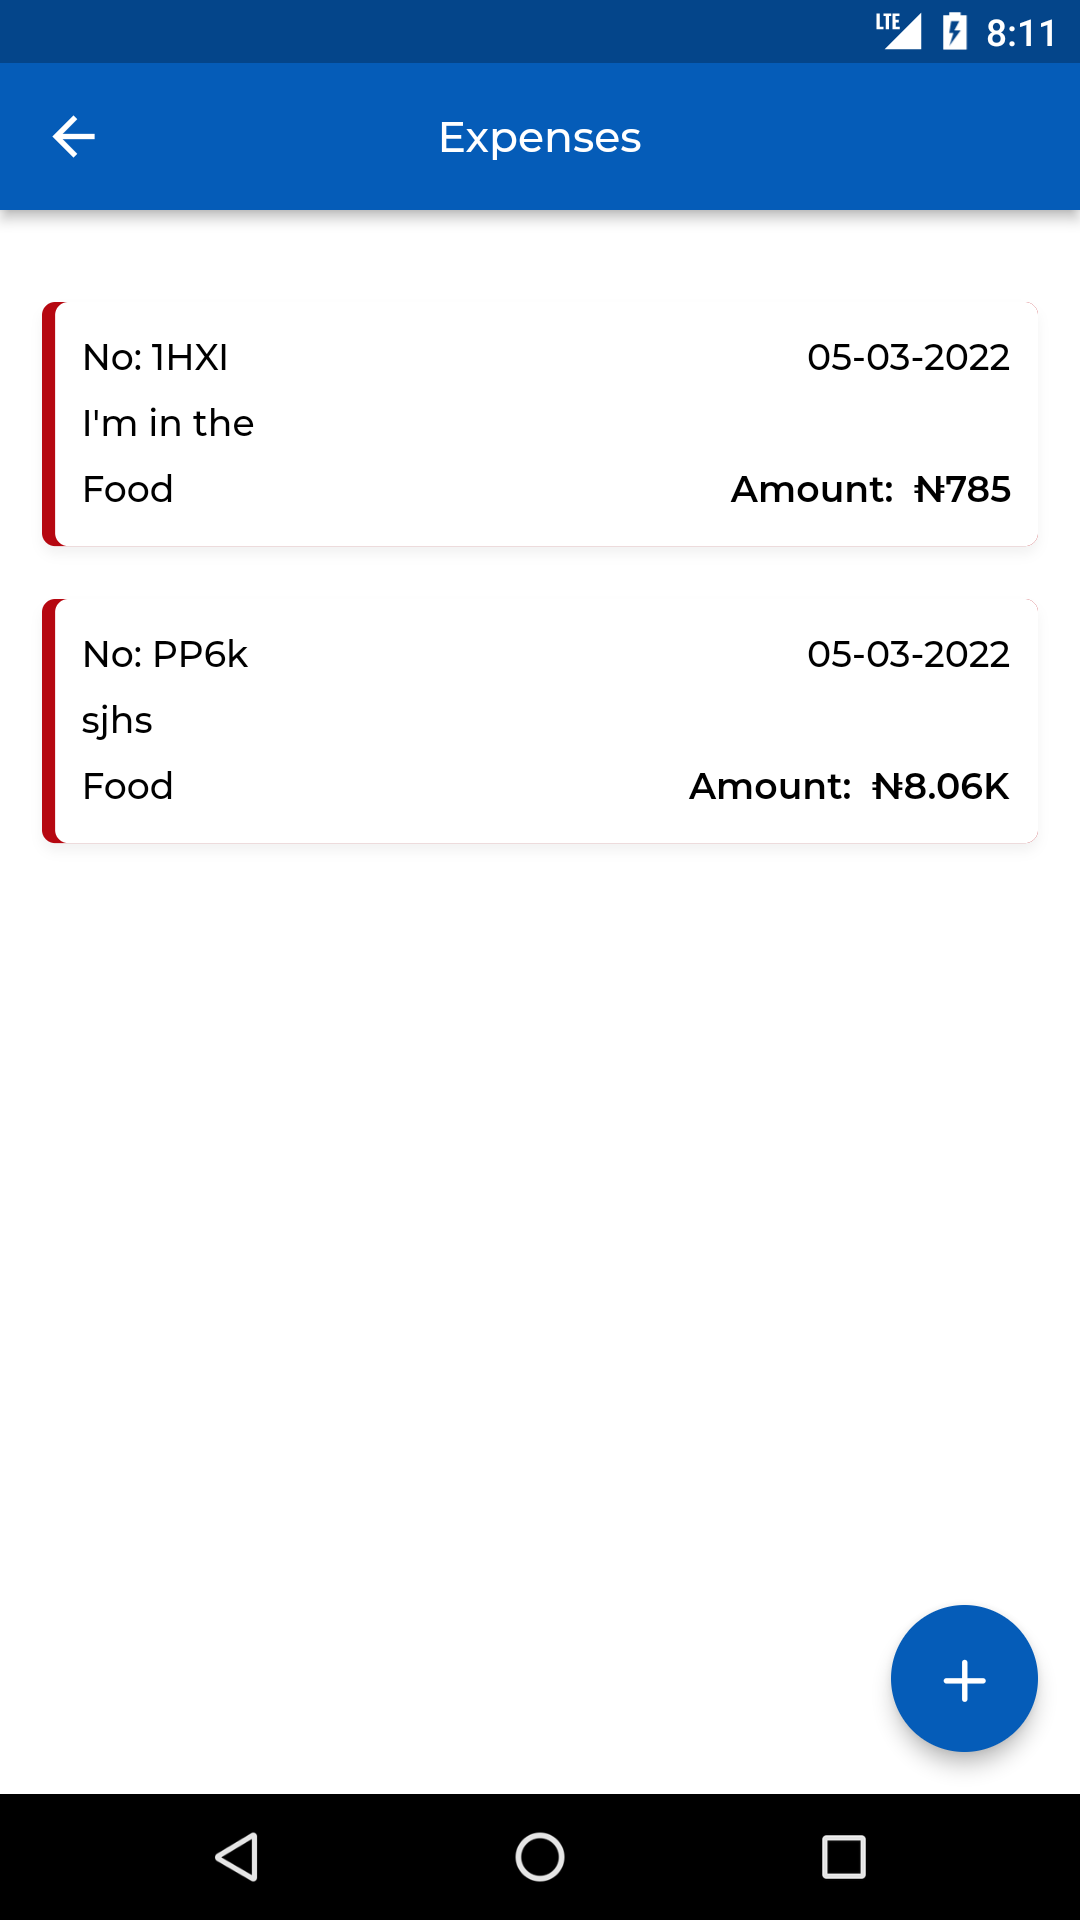 LTE 8:11
Expenses
No: 1HXI 05-03-2022
I'm in the
Food Amount: ₦785
No: PP6k 05-03-2022
sjhs
Food Amount: ₦8.06K